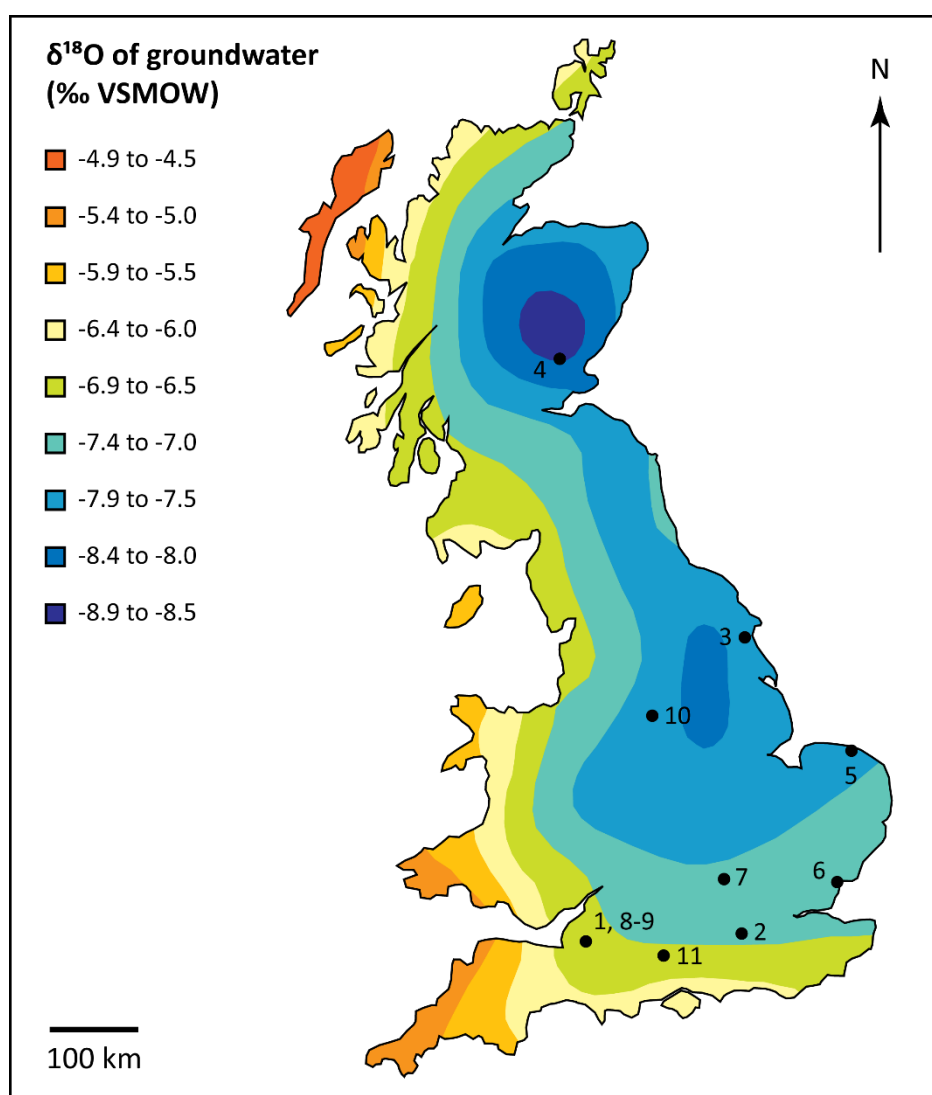 δ¹⁸O of groundwater
(‰ VSMOW)
-4.9 to -4.5
-5.4 to -5.0
-5.9 to -5.5
-6.4 to -6.0
-6.9 to -6.5
-7.4 to -7.0
-7.9 to -7.5
-8.4 to -8.0
-8.9 to -8.5
N
4
3
10
5
7
6
1, 8-9
2
11
100 km